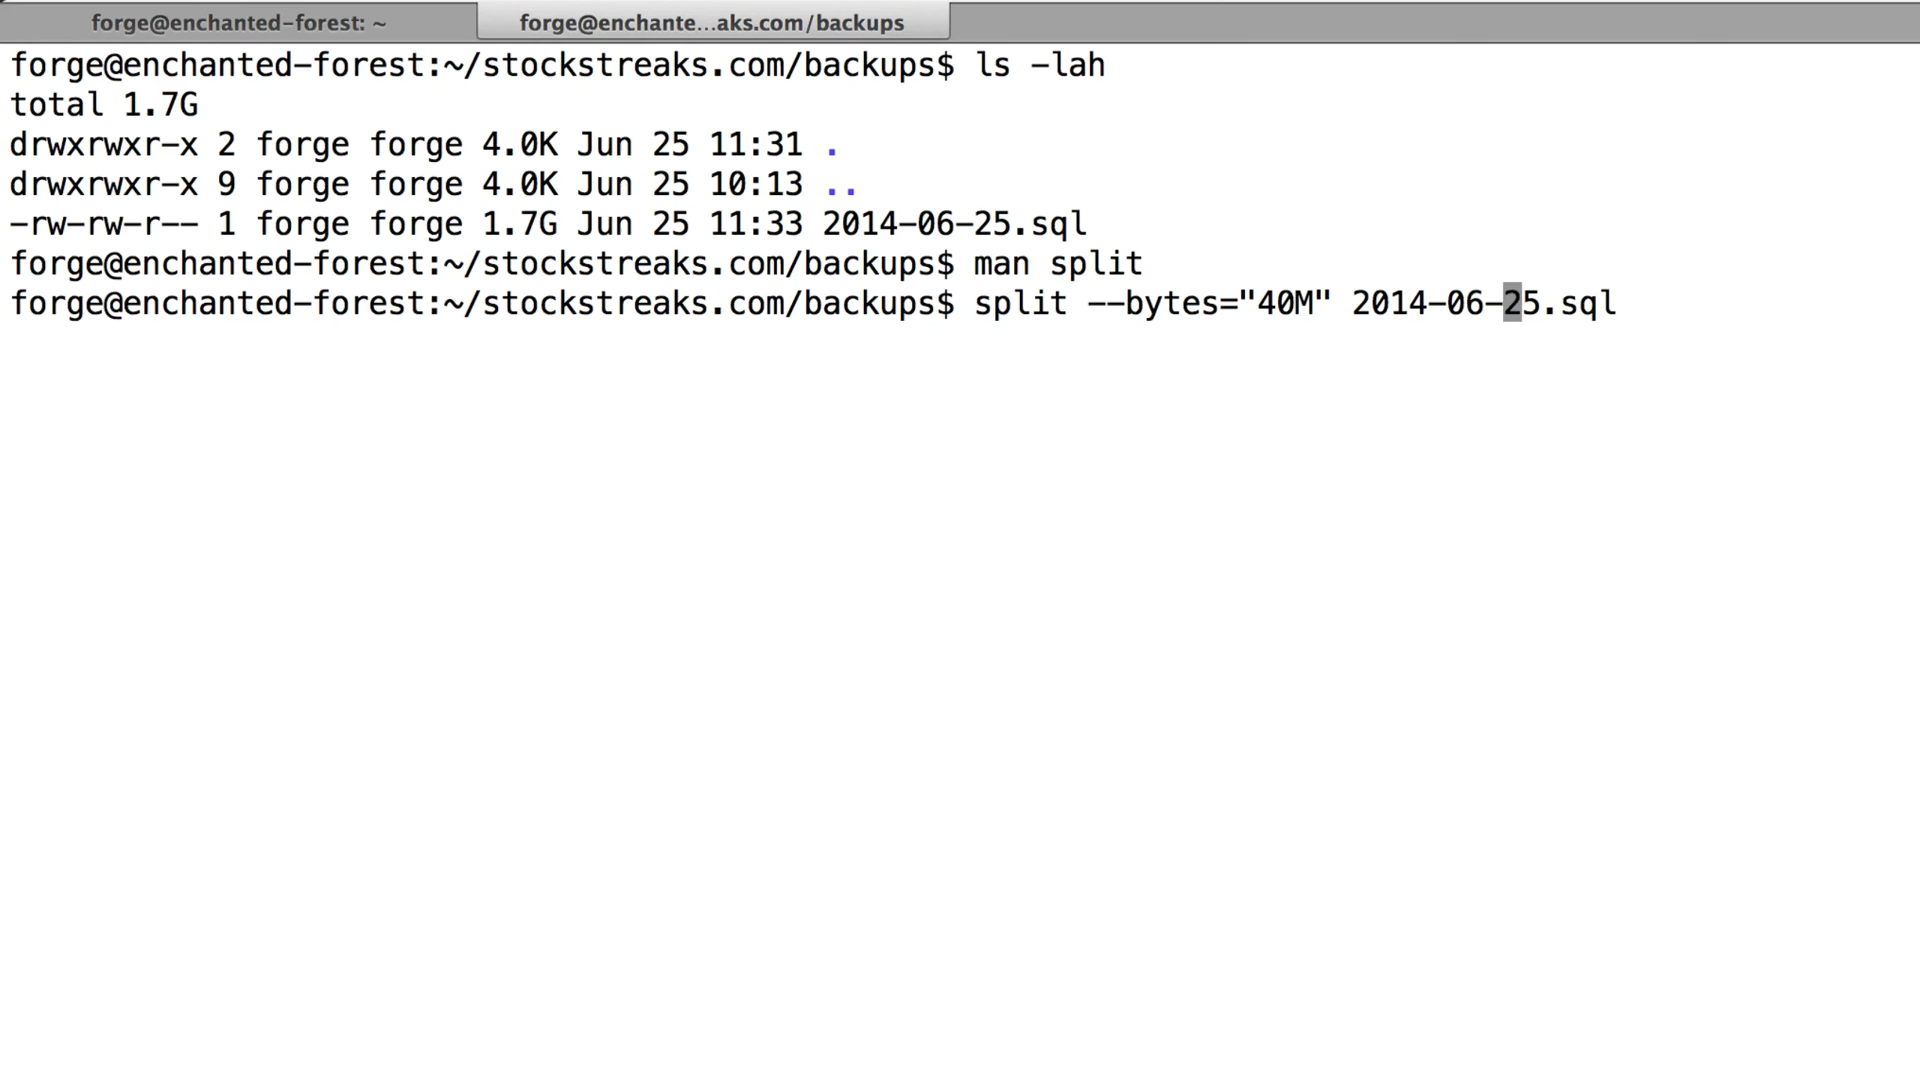 forge@enchanted-forest: ~
forge@enchante...aks.com/backups
forge@enchanted-forest:~/stockstreaks.com/backups$ ls -lah
total 1.7G
drwxrwxr-x 2 forge forge 4.0K Jun 25 11:31 .
drwxrwxr-x 9 forge forge 4.0K Jun 25 10:13 ..
-rw-rw-r-- 1 forge forge 1.7G Jun 25 11:33 2014-06-25.sql
forge@enchanted-forest:~/stockstreaks.com/backups$ man split
forge@enchanted-forest:~/stockstreaks.com/backups$ split --bytes="40M" 2014-06-25.sql